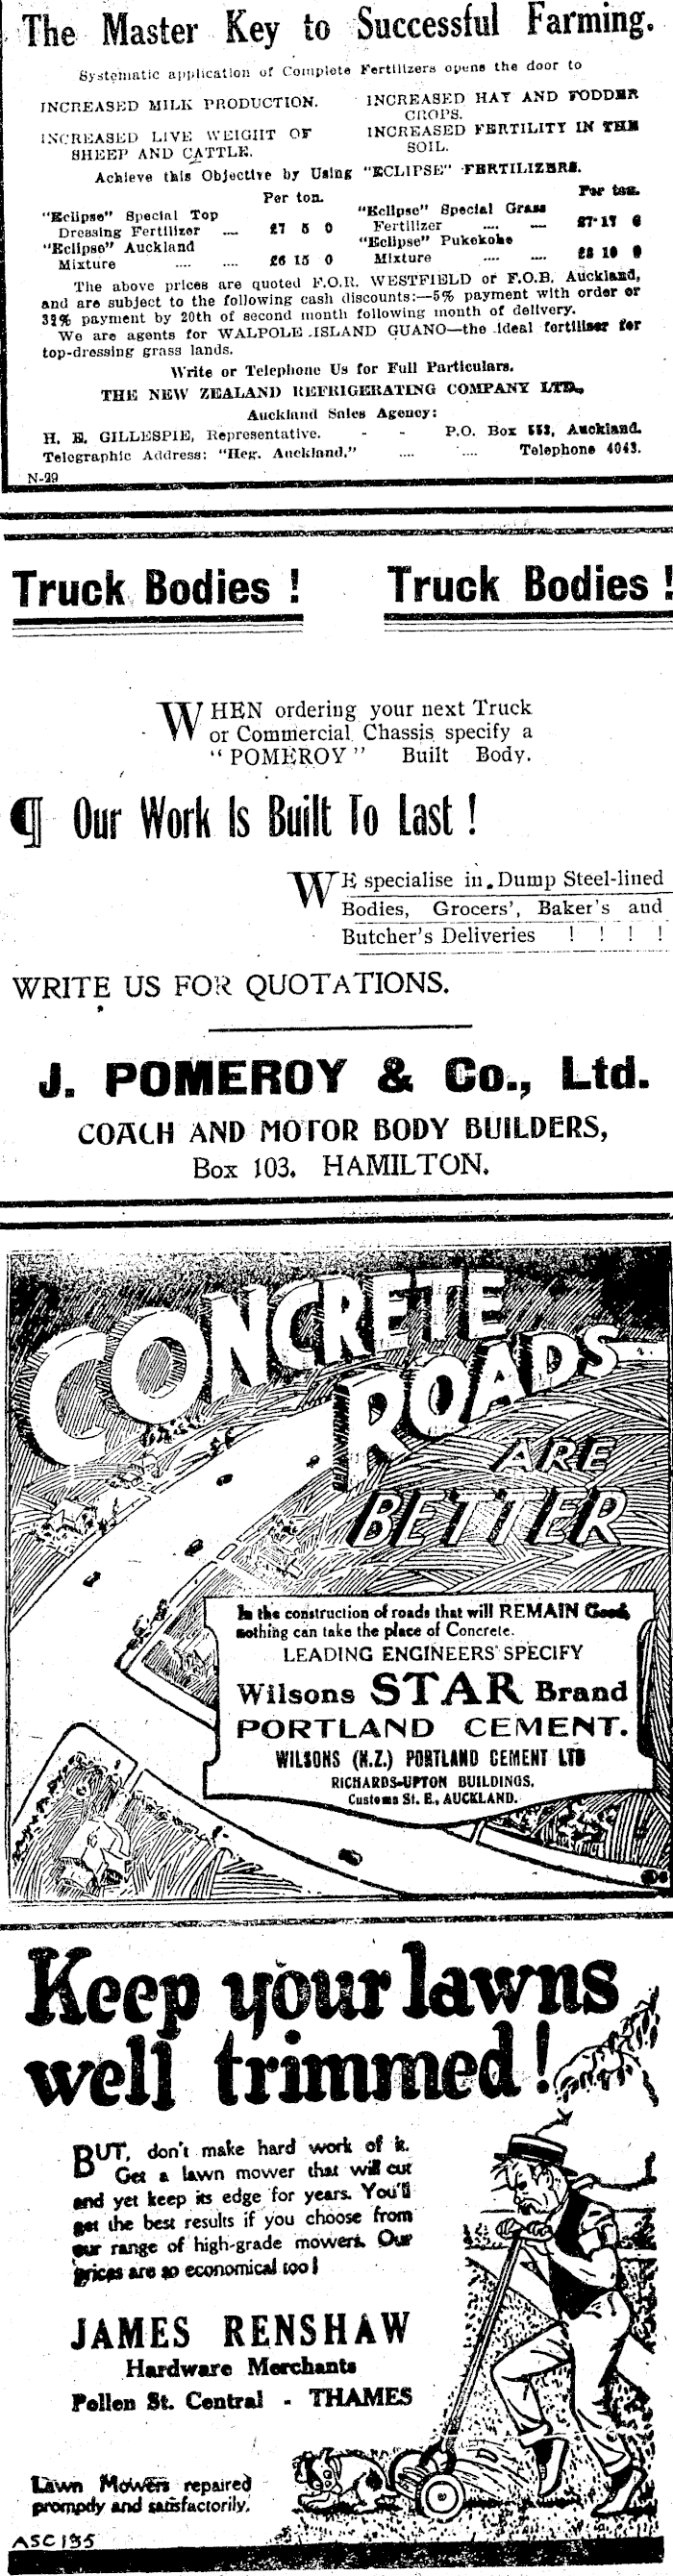 The Master Key to Successful Farming.
Systematic application of Complete Fertilizers opens the door to
INCREASED MILK PRODUCTION.
INCREASED LIVE WEIGHT OF
SHEEP AND CATTLE.
INCREASED HAY AND FODDER
CROPS.
INCREASED FERTILITY IN THE
SOIL.
Achieve this Objective by Using "ECLIPSE" FERTILIZERS.
Per ton.
"Eclipse" Special Top
Dressing Fertilizer .... £7 5 0
"Eclipse" Auckland
Mixture .... .... £6 15 0
Per ton.
"Eclipse" Special Grass
Fertilizer .... .... £7 17 6
"Eclipse" Pukekohe
Mixture .... .... £8 10 0
The above prices are quoted F.O.R. WESTFIELD or F.O.B. Auckland,
and are subject to the following cash discounts:—5% payment with order or
3¾% payment by 20th of second month following month of delivery.
We are agents for WALPOLE ISLAND GUANO—the ideal fertiliser for
top-dressing grass lands.
Write or Telephone Us for Full Particulars.
THE NEW ZEALAND REFRIGERATING COMPANY LTD.,
Auckland Sales Agency:
H. E. GILLESPIE, Representative. - - P.O. Box 553, Auckland.
Telegraphic Address: "Reg. Auckland," .... .... Telephone 4043.
N-29
Truck Bodies ! Truck Bodies !
WHEN ordering your next Truck
or Commercial Chassis specify a
"POMEROY" Built Body.
¶ Our Work Is Built To Last !
WE specialise in Dump Steel-lined
Bodies, Grocers', Baker's and
Butcher's Deliveries ! ! ! !
WRITE US FOR QUOTATIONS.
J. POMEROY & Co., Ltd.
COACH AND MOTOR BODY BUILDERS,
Box 103. HAMILTON.
CONCRETE
ROADS
ARE
BETTER
In the construction of roads that will REMAIN Good,
nothing can take the place of Concrete.
LEADING ENGINEERS SPECIFY
Wilsons STAR Brand
PORTLAND CEMENT.
WILSONS (N.Z.) PORTLAND CEMENT LTD
RICHARDS-UPTON BUILDINGS,
Customs St. E., AUCKLAND.
Keep your lawns
well trimmed!
BUT, don't make hard work of it.
Get a lawn mower that will cut
and yet keep its edge for years. You'll
get the best results if you choose from
our range of high-grade mowers. Our
prices are so economical too!
JAMES RENSHAW
Hardware Merchants
Pollen St. Central - THAMES
Lawn Mowers repaired
promptly and satisfactorily.
ASC 195